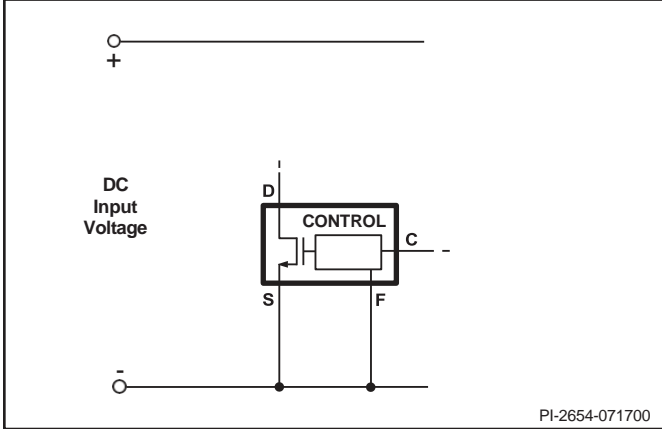 +
DC
Input
Voltage
D
CONTROL
C
-
S
F
-
PI-2654-071700